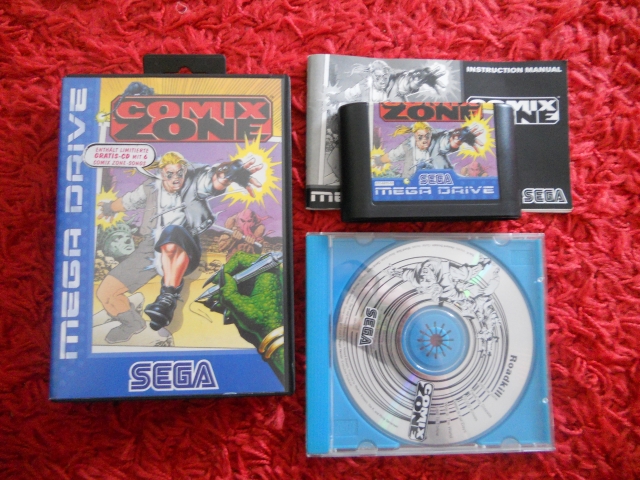 MEGA DRIVE
COMIX
ZONE
ENTHÄLT LIMITIERTE
GRATIS-CD MIT 6
COMIX ZONE SONGS
SEGA
INSTRUCTION MANUAL
COMIX
ZONE
SEGA
ZONE
SEGA
MEGA DRIVE
Roadkill
COMIX
ZONE
SEGA